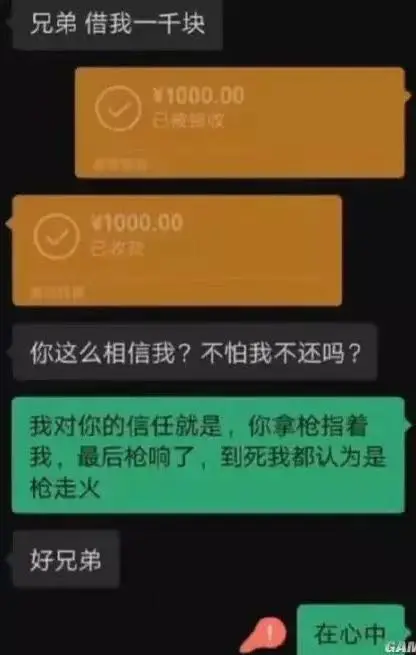 兄弟 借我一千块
¥1000.00
已被接收
¥1000.00
已收款
你这么相信我？不怕我不还吗？
我对你的信任就是，你拿枪指着
我，最后枪响了，到死我都认为是
枪走火
好兄弟
!
在心中
GAM